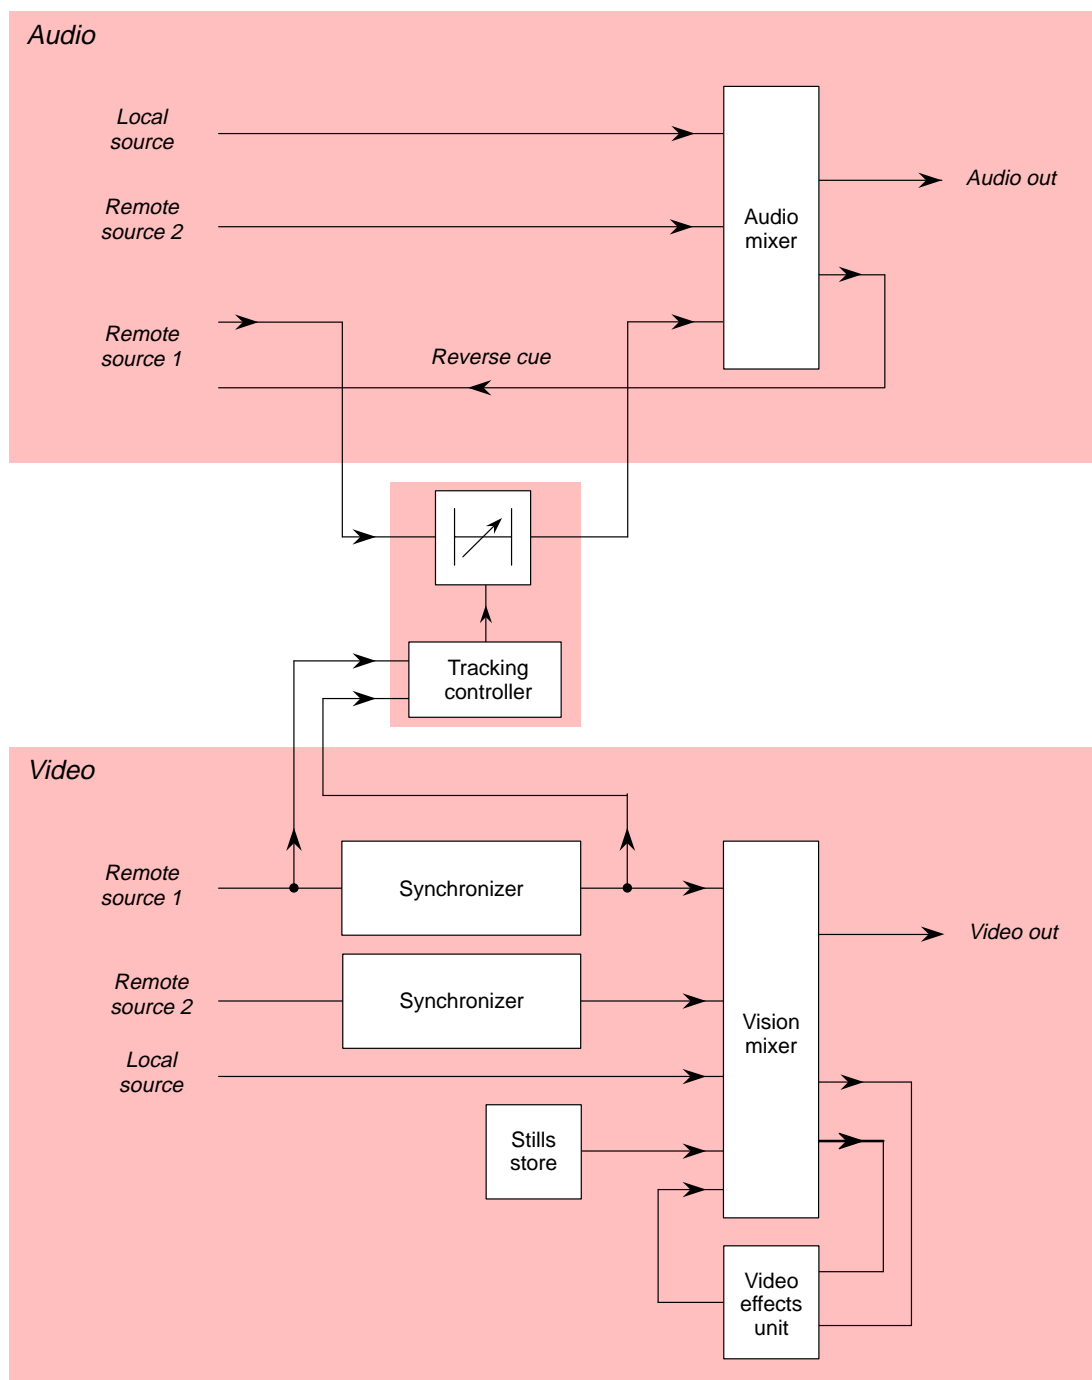 Audio
Local
source
Remote
source 2
Audio
mixer
Audio out
Remote
source 1
Reverse cue
Tracking
controller
Video
Remote
source 1
Synchronizer
Video out
Remote
source 2
Synchronizer
Vision
mixer
Local
source
Stills
store
Video
effects
unit